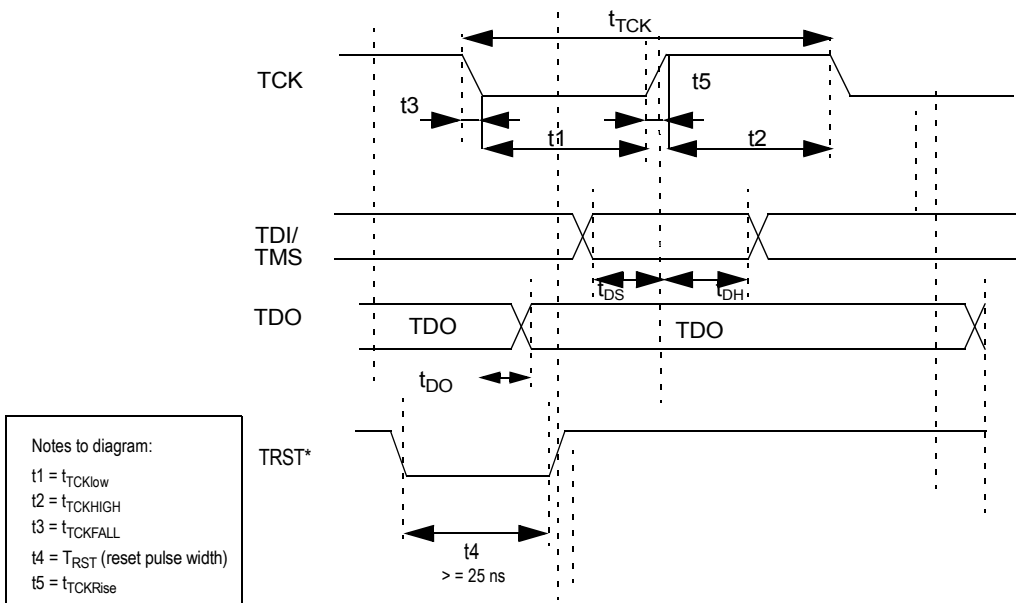 tTCK
TCK
t3
t5
t1
t2
TDI/
TMS
tDS
tDH
TDO
TDO
TDO
tDO
TRST*
t4
> = 25 ns
Notes to diagram:
t1 = tTCKlow
t2 = tTCKHIGH
t3 = tTCKFALL
t4 = TRST (reset pulse width)
t5 = tTCKRise